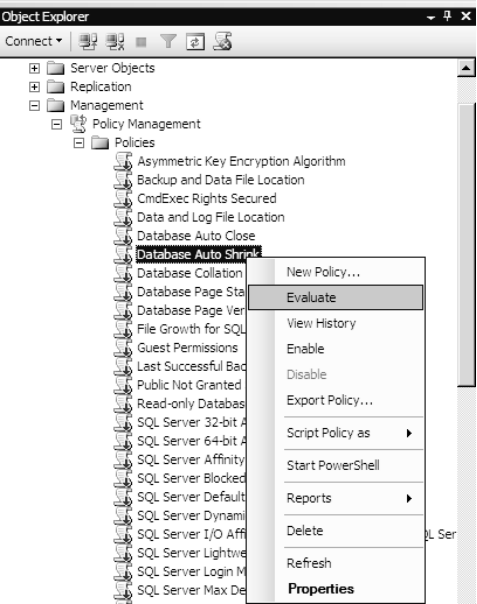 Object Explorer
Connect
Server Objects
Replication
Management
Policy Management
Policies
Asymmetric Key Encryption Algorithm
Backup and Data File Location
CmdExec Rights Secured
Data and Log File Location
Database Auto Close
Database Auto Shrink
Database Collation
Database Page Sta
Database Page Ver
File Growth for SQL
Guest Permissions
Last Successful Bac
Public Not Granted
Read-only Databas
SQL Server 32-bit A
SQL Server 64-bit A
SQL Server Affinity
SQL Server Blocked
SQL Server Default
SQL Server Dynami
SQL Server I/O Affi QL Ser
SQL Server Lightwe
SQL Server Login M
SQL Server Max De
New Policy...
Evaluate
View History
Enable
Disable
Export Policy...
Script Policy as
Start PowerShell
Reports
Delete
Refresh
Properties